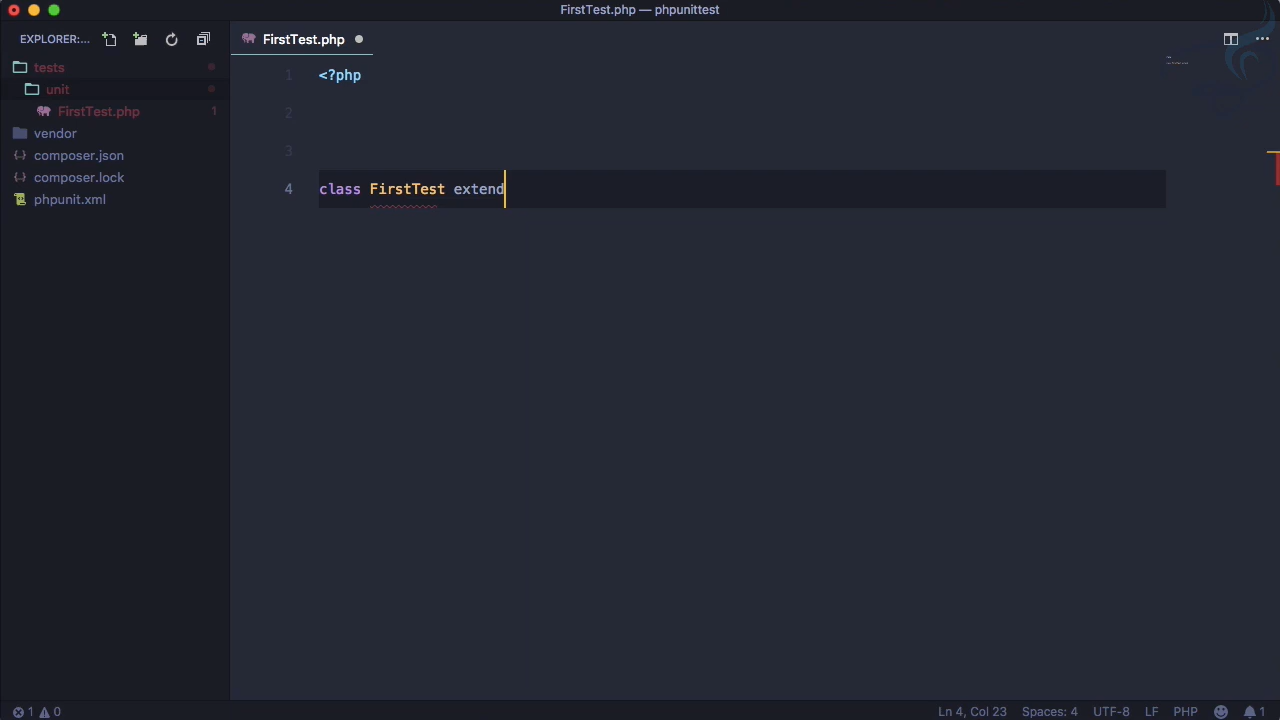 FirstTest.php — phpunittest
EXPLORER:...
FirstTest.php
tests
unit
FirstTest.php 1
vendor
composer.json
composer.lock
phpunit.xml
1 <?php
2
3
4 class FirstTest extend
1 0
Ln 4, Col 23 Spaces: 4 UTF-8 LF PHP 1